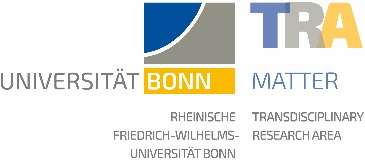 UNIVERSITÄT BONN
RHEINISCHE
FRIEDRICH-WILHELMS-
UNIVERSITÄT BONN
TRA
MATTER
TRANSDISCIPLINARY
RESEARCH AREA